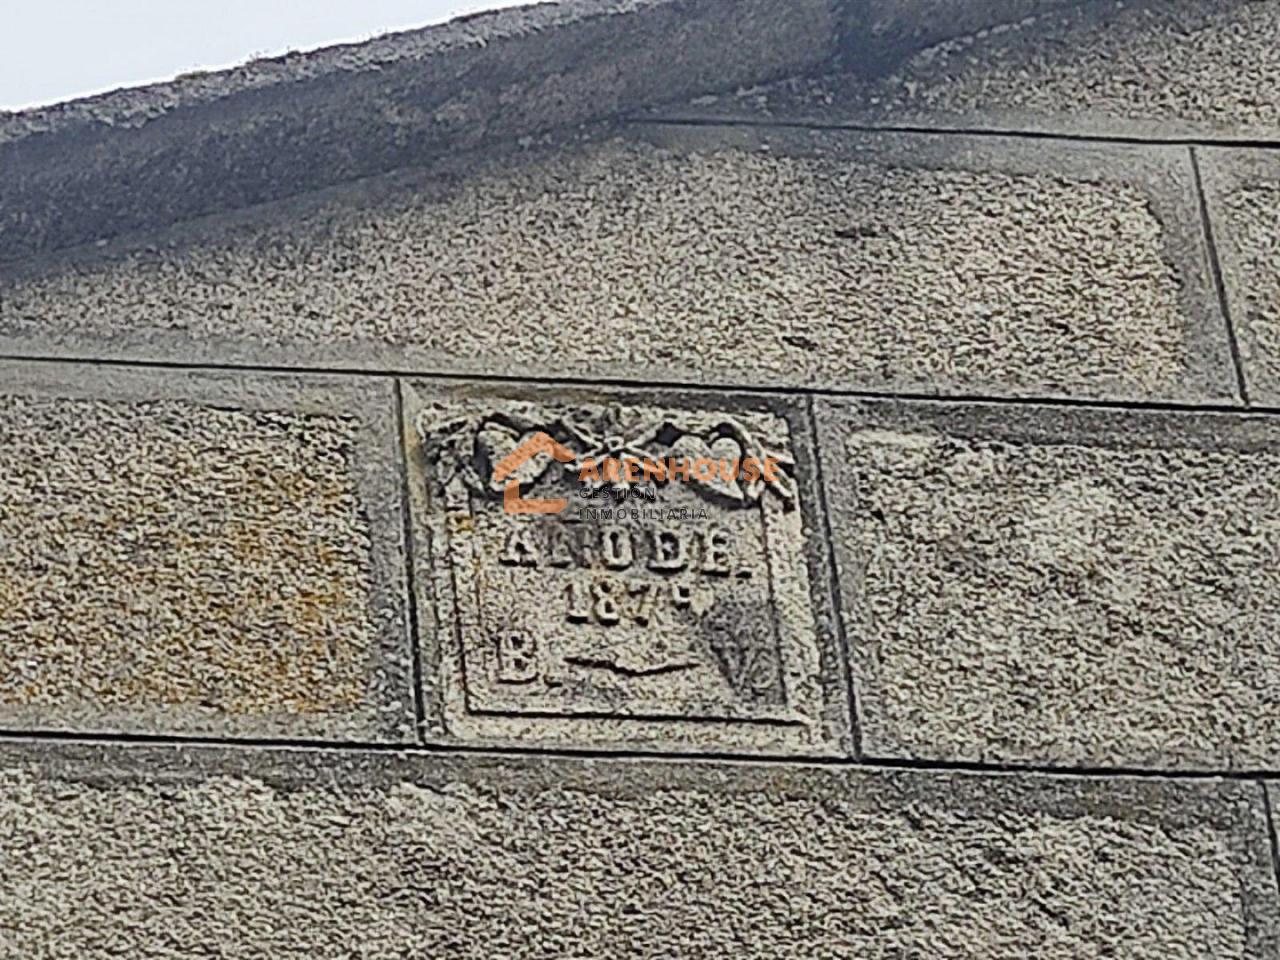 ARENHOUSE
GESTIÓN
INMOBILIARIA
AÑO DE
187
B.